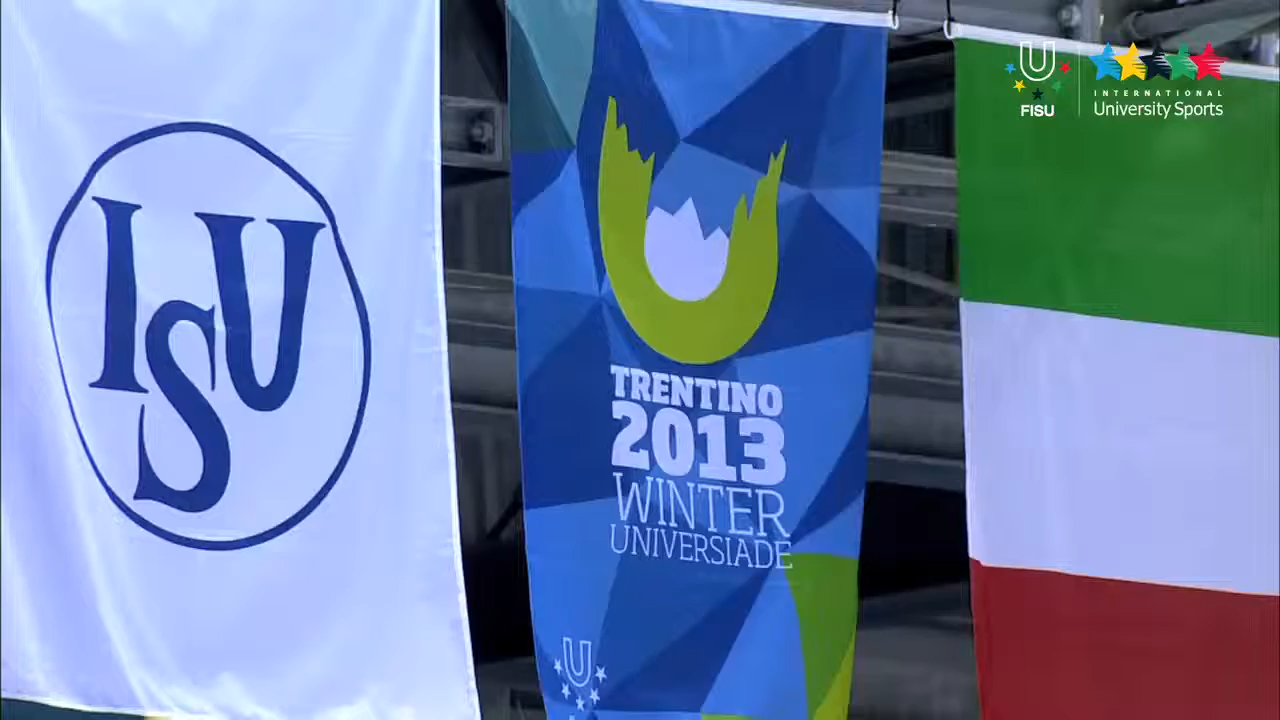 ISU
TRENTINO
2013
WINTER
UNIVERSIADE
U
U
FISU
INTERNATIONAL
University Sports